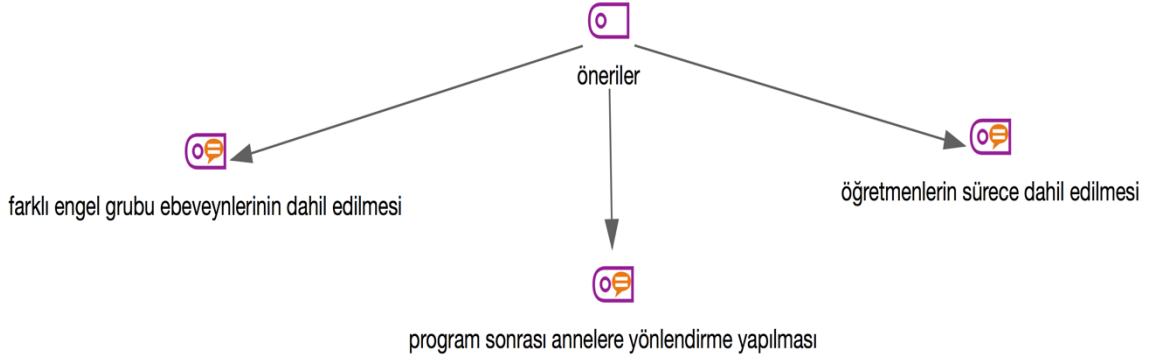 öneriler
farklı engel grubu ebeveynlerinin dahil edilmesi
öğretmenlerin sürece dahil edilmesi
program sonrası annelere yönlendirme yapılması